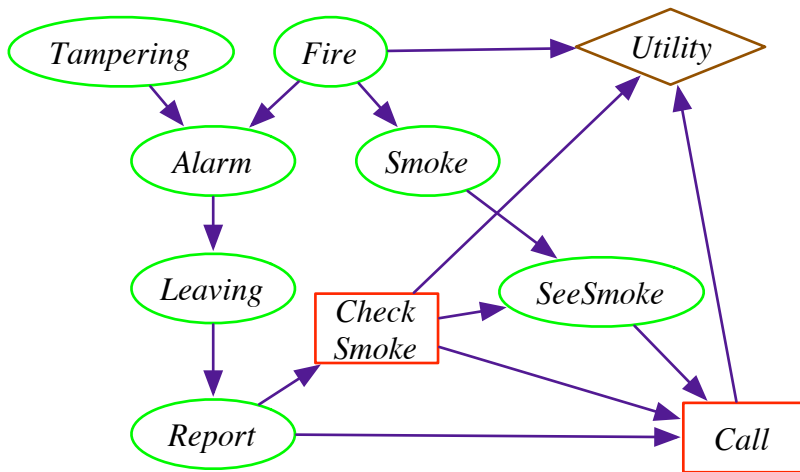 Tampering
Fire
Utility
Alarm
Smoke
Leaving
SeeSmoke
Check
Smoke
Report
Call